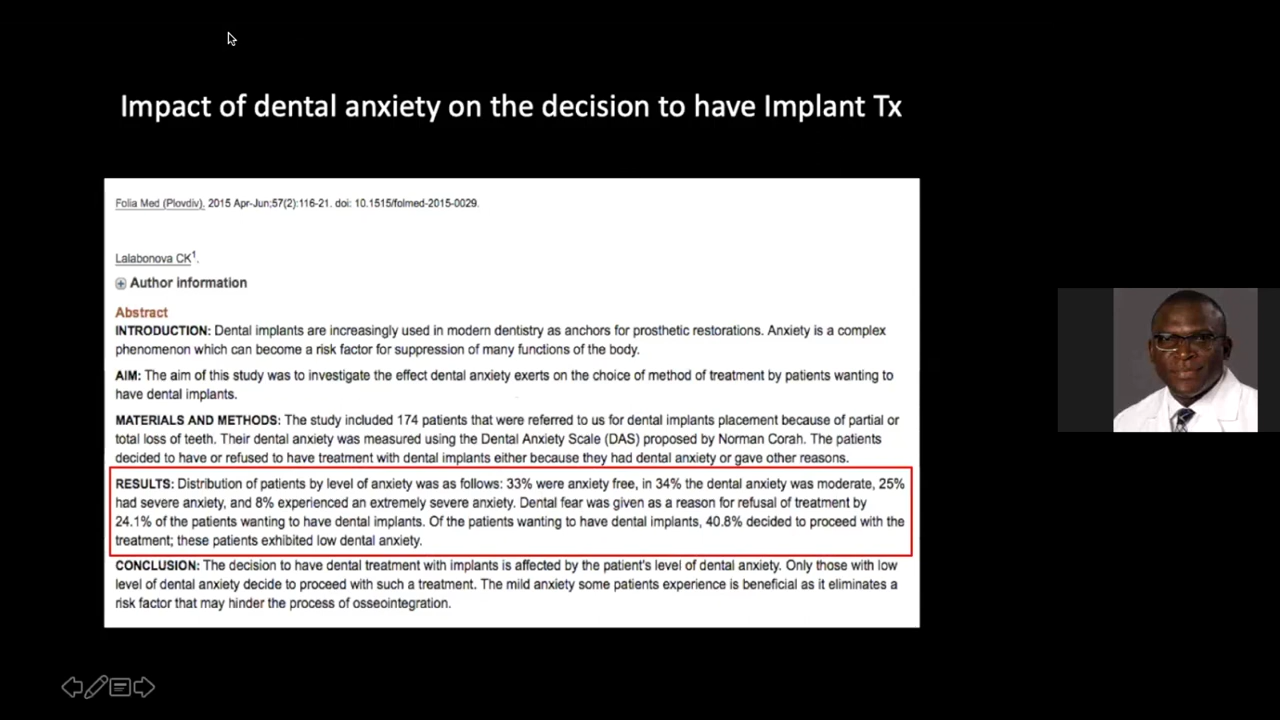 Impact of dental anxiety on the decision to have Implant Tx
Folia Med (Plovdiv). 2015 Apr-Jun;57(2):116-21. doi: 10.1515/folmed-2015-0029.
Lalabonova CK1.
Author information
Abstract
INTRODUCTION: Dental implants are increasingly used in modern dentistry as anchors for prosthetic restorations. Anxiety is a complex
phenomenon which can become a risk factor for suppression of many functions of the body.
AIM: The aim of this study was to investigate the effect dental anxiety exerts on the choice of method of treatment by patients wanting to
have dental implants.
MATERIALS AND METHODS: The study included 174 patients that were referred to us for dental implants placement because of partial or
total loss of teeth. Their dental anxiety was measured using the Dental Anxiety Scale (DAS) proposed by Norman Corah. The patients
decided to have or refused to have treatment with dental implants either because they had dental anxiety or gave other reasons.
RESULTS: Distribution of patients by level of anxiety was as follows: 33% were anxiety free, in 34% the dental anxiety was moderate, 25%
had severe anxiety, and 8% experienced an extremely severe anxiety. Dental fear was given as a reason for refusal of treatment by
24.1% of the patients wanting to have dental implants. Of the patients wanting to have dental implants, 40.8% decided to proceed with the
treatment; these patients exhibited low dental anxiety.
CONCLUSION: The decision to have dental treatment with implants is affected by the patient's level of dental anxiety. Only those with low
level of dental anxiety decide to proceed with such a treatment. The mild anxiety some patients experience is beneficial as it eliminates a
risk factor that may hinder the process of osseointegration.